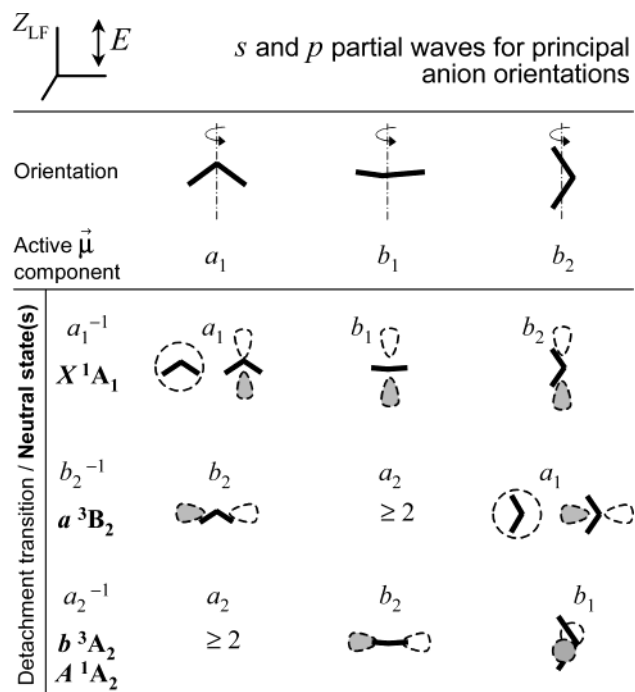 Z_LF E
s and p partial waves for principal
anion orientations
Orientation
Active μ⃗
component
a₁ b₁ b₂
Detachment transition / Neutral state(s)
a₁⁻¹ a₁ b₁ b₂
X ¹A₁
b₂⁻¹ b₂ a₂ a₁
a ³B₂ ≥ 2
a₂⁻¹ a₂ b₂ b₁
b ³A₂ ≥ 2
A ¹A₂